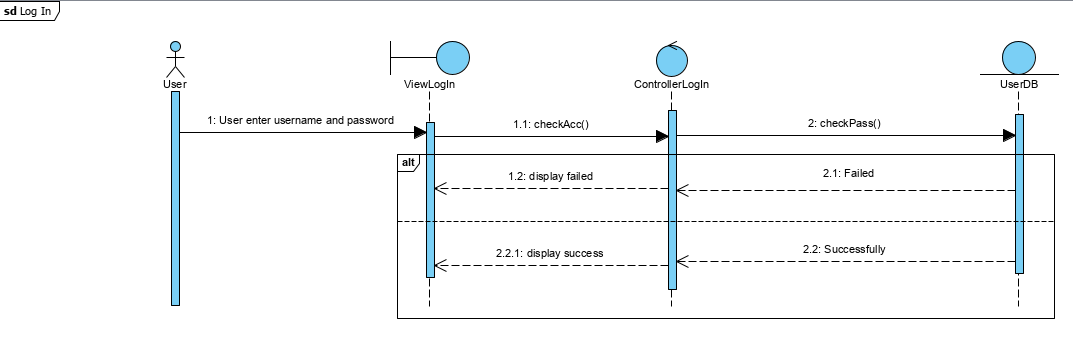 sd Log In
User
ViewLogIn
ControllerLogIn
UserDB
1: User enter username and password
1.1: checkAcc()
2: checkPass()
alt
1.2: display failed
2.1: Failed
2.2.1: display success
2.2: Successfully